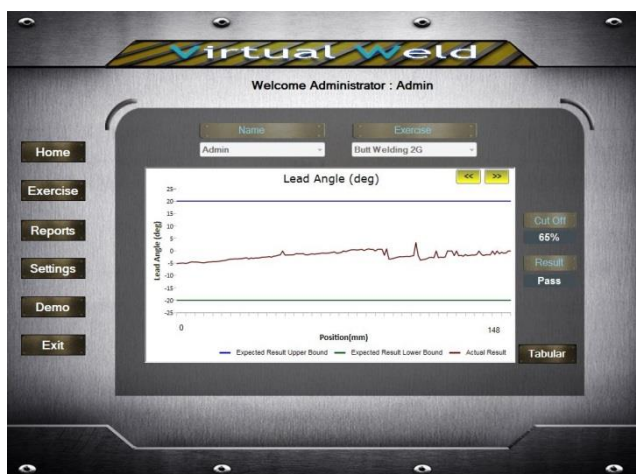 Virtual Weld
Welcome Administrator : Admin
Name
Exercise
Admin
Butt Welding 2G
Home
Exercise
Reports
Settings
Demo
Exit
Lead Angle (deg)
<<
>>
Lead Angle (deg)
25
20
15
10
5
0
-5
-10
-15
-20
-25
0
148
Position(mm)
Expected Result Upper Bound
Expected Result Lower Bound
Actual Result
Cut Off
65%
Result
Pass
Tabular